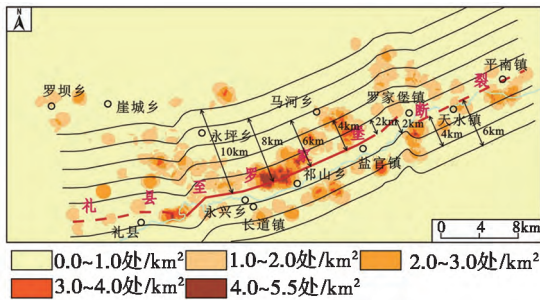 N
平南镇
罗坝乡
崖城乡
马河乡
罗家堡镇
天水镇
永坪乡
盐官镇
祁山乡
永兴乡
长道镇
礼县
礼县至罗家堡断裂
10km
8km
6km
4km
2km
2km
4km
6km
0 4 8km
0.0~1.0处/km² 1.0~2.0处/km² 2.0~3.0处/km²
3.0~4.0处/km² 4.0~5.5处/km²